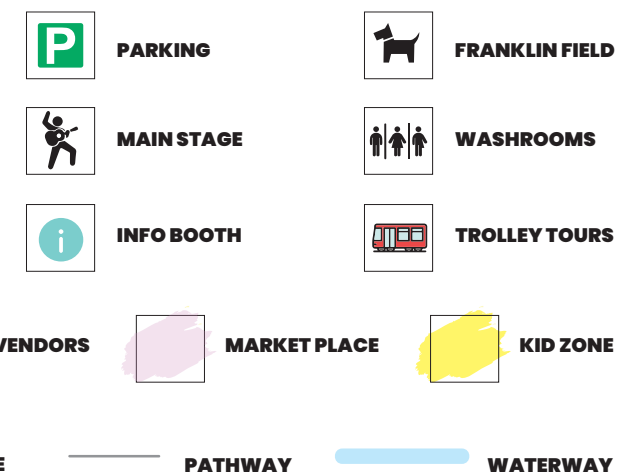 P PARKING FRANKLIN FIELD
MAIN STAGE WASHROOMS
i INFO BOOTH TROLLEY TOURS
VENDORS MARKET PLACE KID ZONE
E PATHWAY WATERWAY